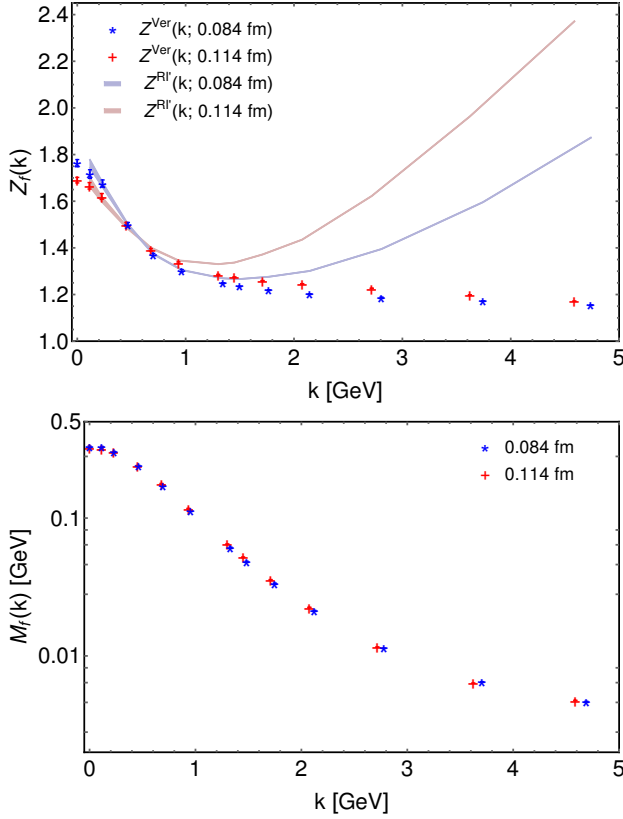 2.4
2.2
2.0
1.8
1.6
1.4
1.2
1.0
Z_f(k)
* Z^Ver(k; 0.084 fm)
+ Z^Ver(k; 0.114 fm)
Z^RI'(k; 0.084 fm)
Z^RI'(k; 0.114 fm)
0 1 2 3 4 5
k [GeV]
0.5
0.1
0.01
M_f(k) [GeV]
* 0.084 fm
+ 0.114 fm
0 1 2 3 4 5
k [GeV]